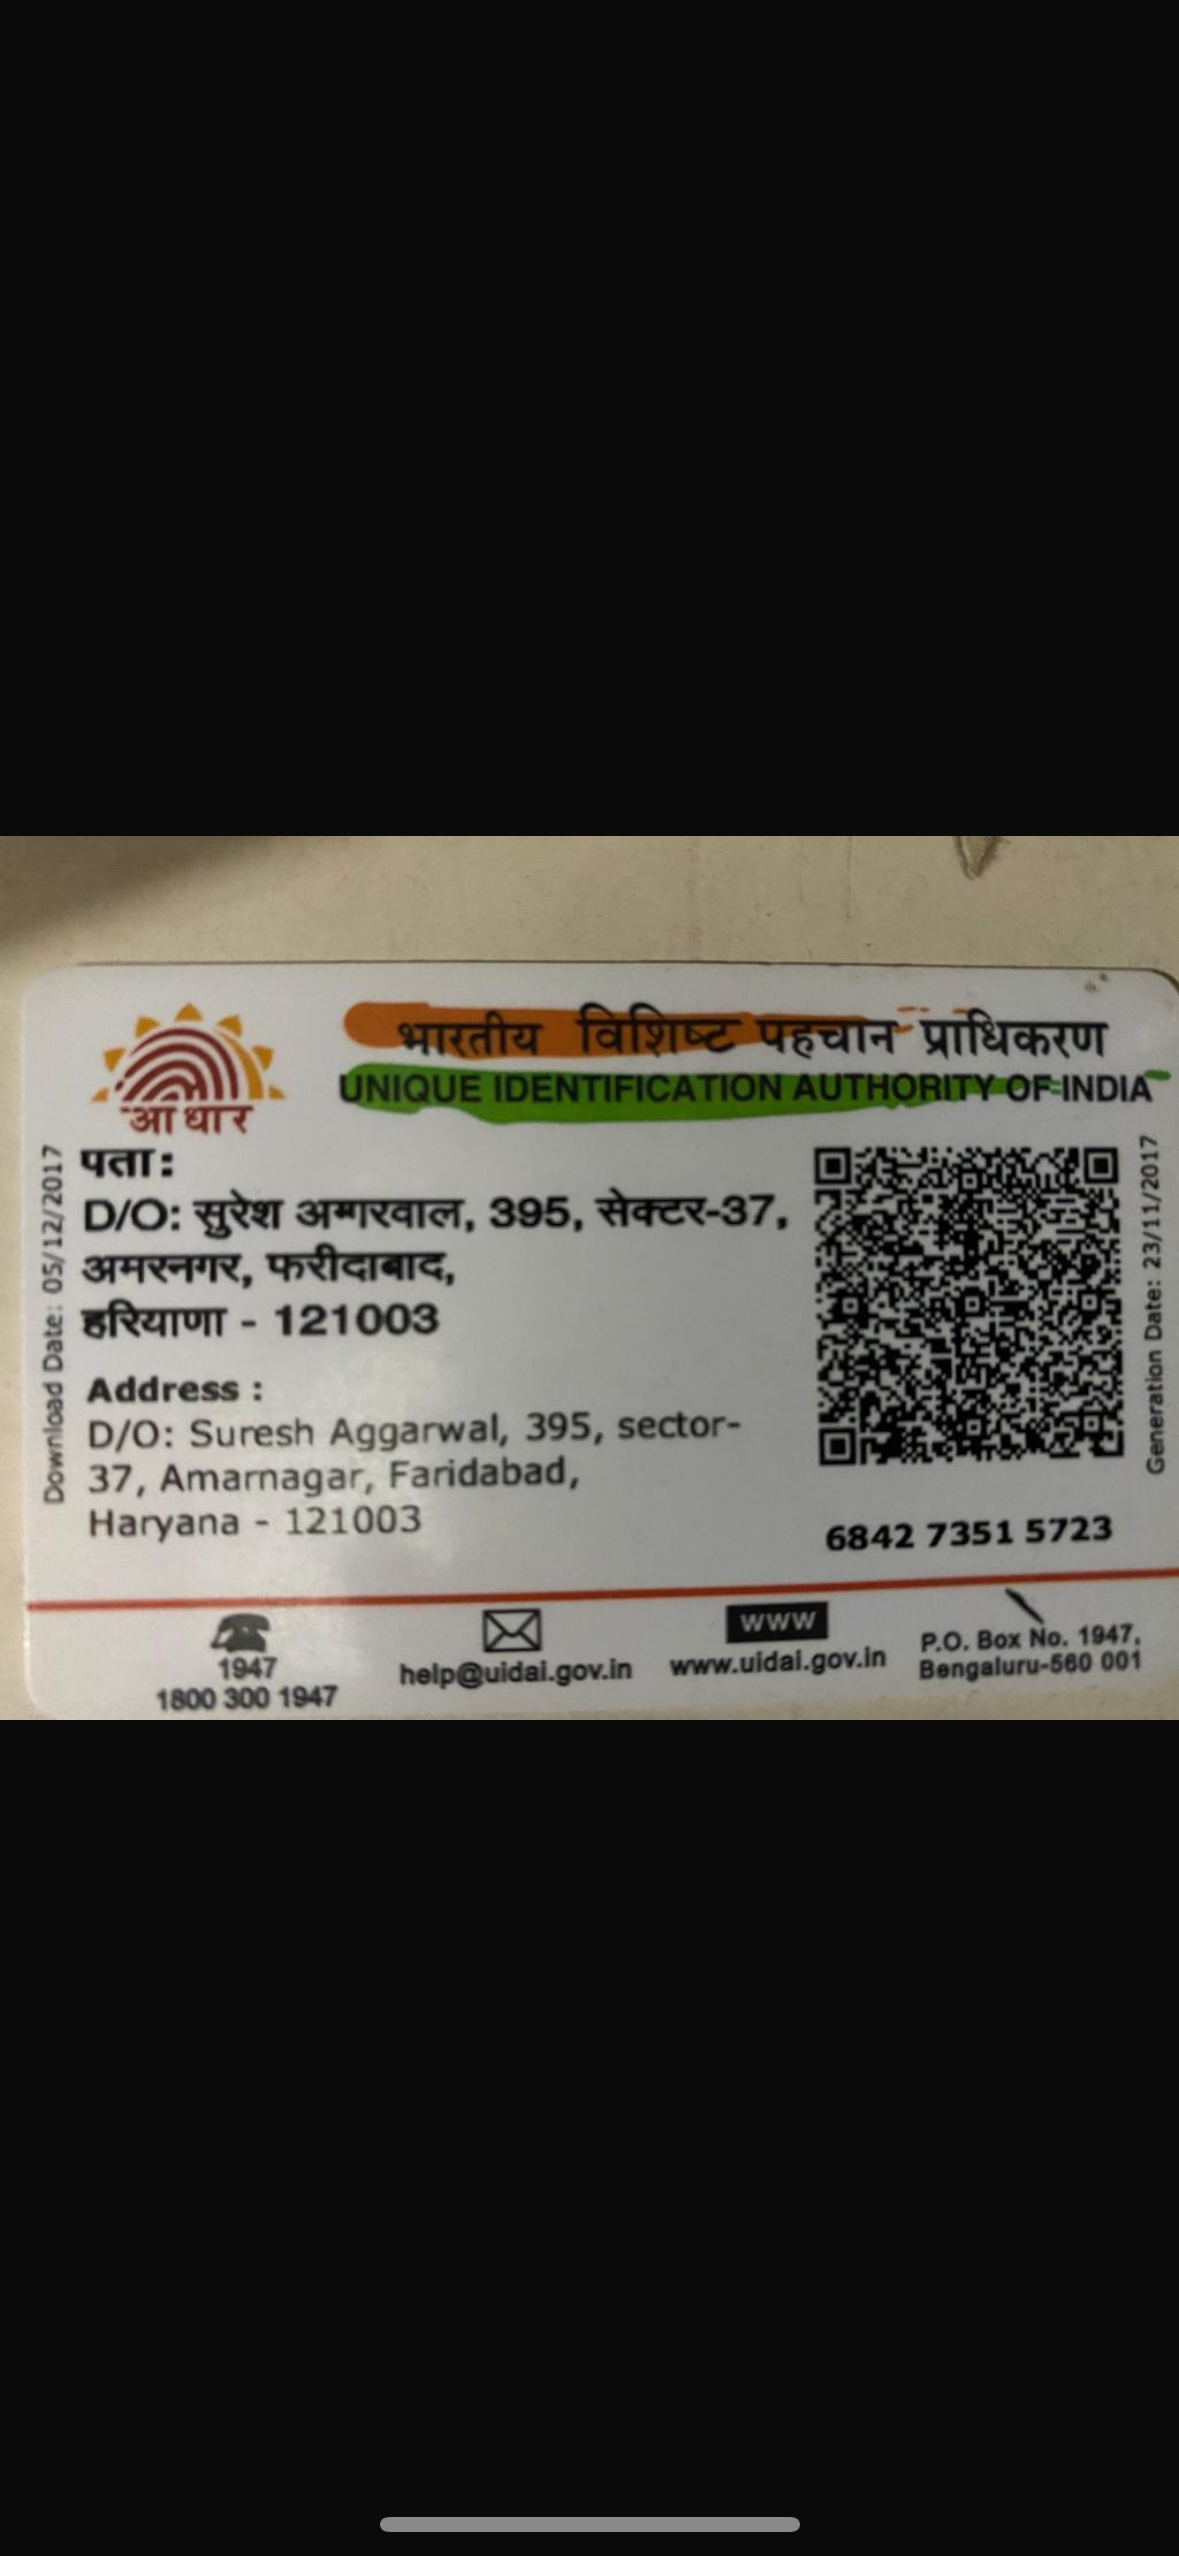 आधार
भारतीय विशिष्ट पहचान प्राधिकरण
UNIQUE IDENTIFICATION AUTHORITY OF INDIA
Download Date: 05/12/2017
पता:
D/O: सुरेश अग्गरवाल, 395, सेक्टर-37,
अमरनगर, फरीदाबाद,
हरियाणा - 121003
Address :
D/O: Suresh Aggarwal, 395, sector-
37, Amarnagar, Faridabad,
Haryana - 121003
Generation Date: 23/11/2017
6842 7351 5723
1947
1800 300 1947
help@uidai.gov.in
www
www.uidai.gov.in
P.O. Box No. 1947,
Bengaluru-560 001